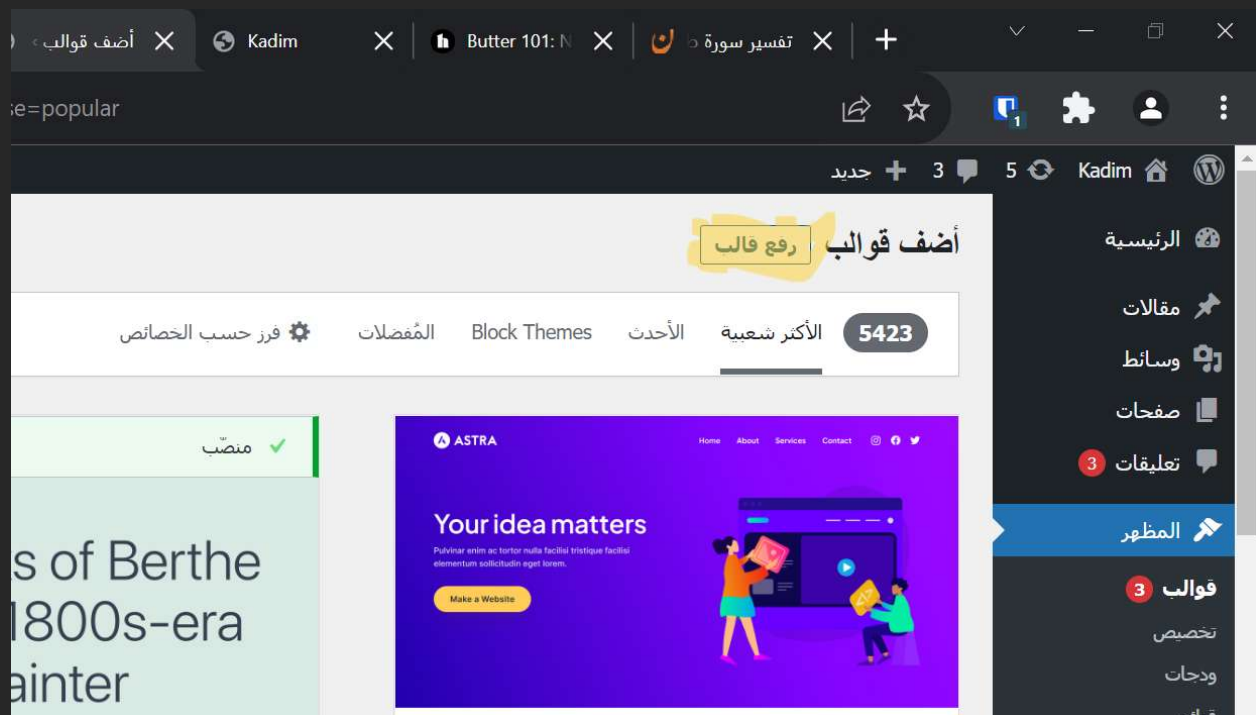 أضف قوالب ‹
Kadim
Butter 101: N
تفسير سورة
se=popular
1
Kadim 5 3 جديد
الرئيسية
مقالات
وسائط
صفحات
تعليقات 3
المظهر
قوالب 3
تخصيص
ودجات
أضف قوالب رفع قالب
5423 الأكثر شعبية الأحدث Block Themes المُفضلات فرز حسب الخصائص
ASTRA
Home About Services Contact
Your idea matters
Pulvinar enim ac tortor nulla facilisi tristique facilisi
elementum sollicitudin eget lorem.
Make a Website
منصّب
s of Berthe
1800s-era
ainter